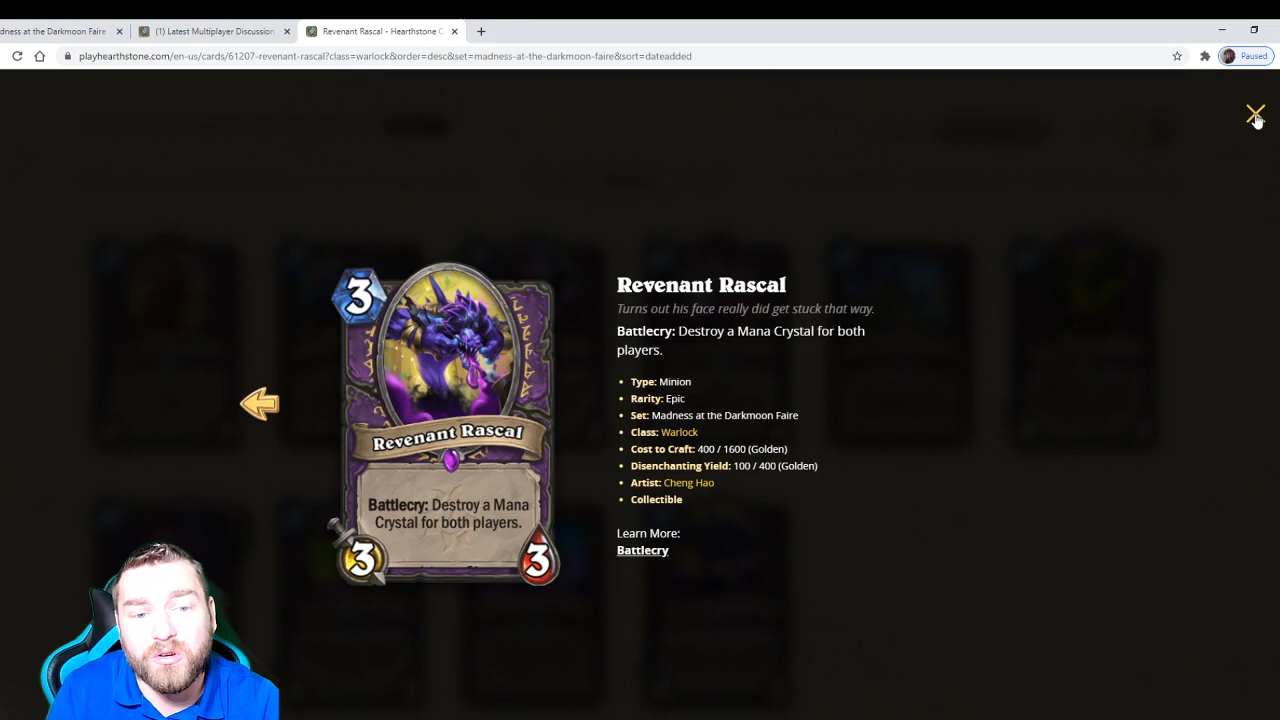 dness at the Darkmoon Faire
(1) Latest Multiplayer Discussion
Revenant Rascal - Hearthstone C
playhearthstone.com/en-us/cards/61207-revenant-rascal?class=warlock&order=desc&set=madness-at-the-darkmoon-faire&sort=dateadded
Paused
3
Revenant Rascal
Battlecry: Destroy a Mana
Crystal for both players.
3
3
Revenant Rascal
Turns out his face really did get stuck that way.
Battlecry: Destroy a Mana Crystal for both
players.
Type: Minion
Rarity: Epic
Set: Madness at the Darkmoon Faire
Class: Warlock
Cost to Craft: 400 / 1600 (Golden)
Disenchanting Yield: 100 / 400 (Golden)
Artist: Cheng Hao
Collectible
Learn More:
Battlecry